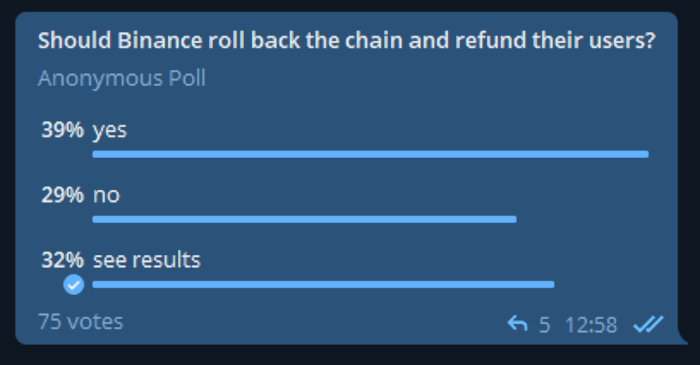 Should Binance roll back the chain and refund their users?
Anonymous Poll
39% yes
29% no
32% see results
75 votes 5 12:58